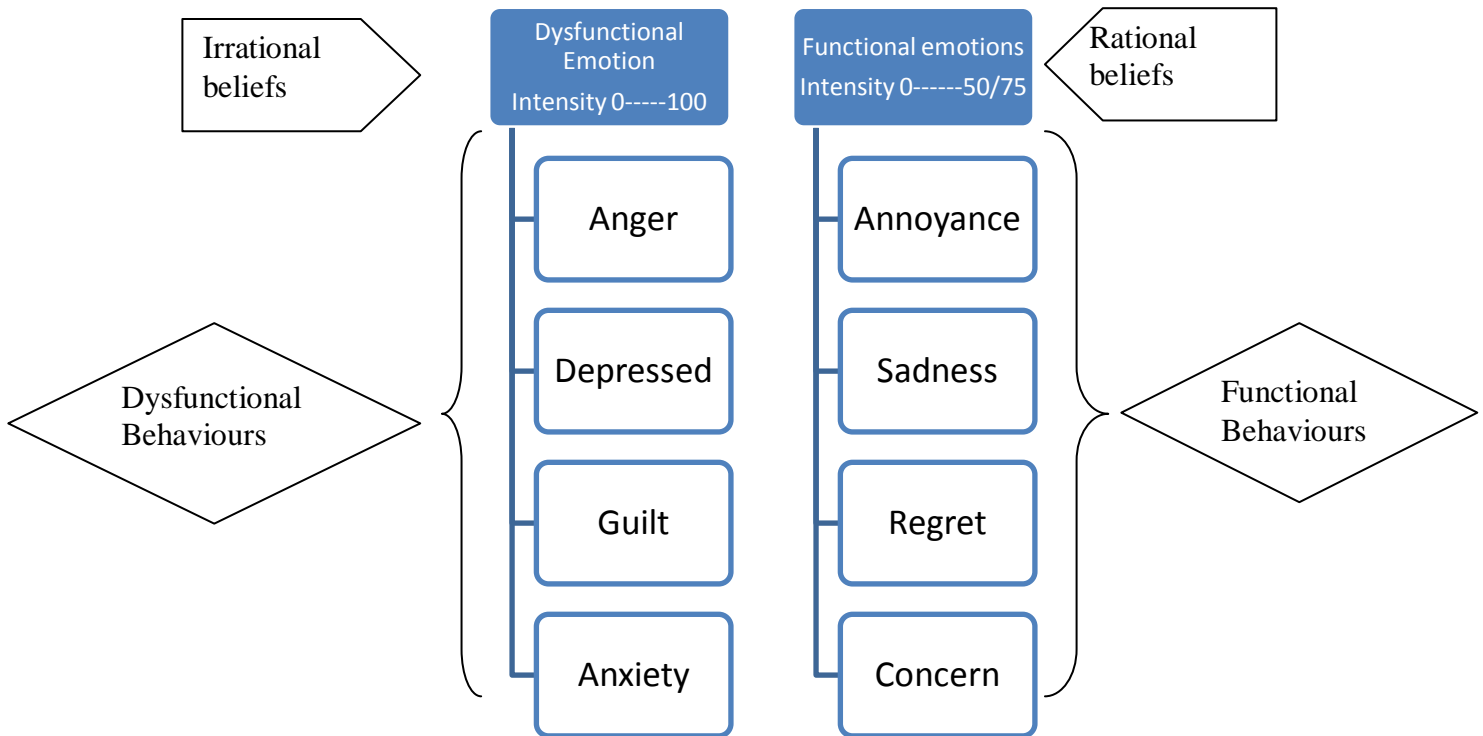 Irrational
beliefs
Dysfunctional
Emotion
Intensity 0-----100
Functional emotions
Intensity 0------50/75
Rational
beliefs
Anger
Annoyance
Depressed
Sadness
Dysfunctional
Behaviours
Functional
Behaviours
Guilt
Regret
Anxiety
Concern